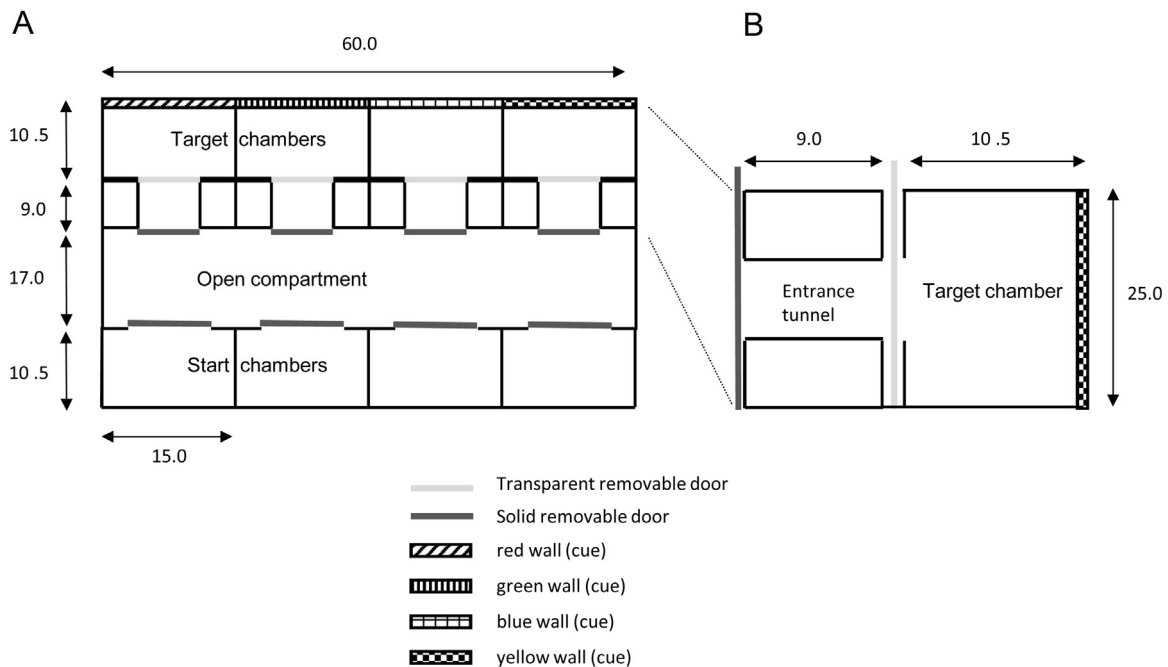 A
B
60.0
10 .5
Target chambers
9.0
17.0
Open compartment
10.5
Start chambers
15.0
9.0
10 .5
Entrance
tunnel
Target chamber
25.0
Transparent removable door
Solid removable door
red wall (cue)
green wall (cue)
blue wall (cue)
yellow wall (cue)